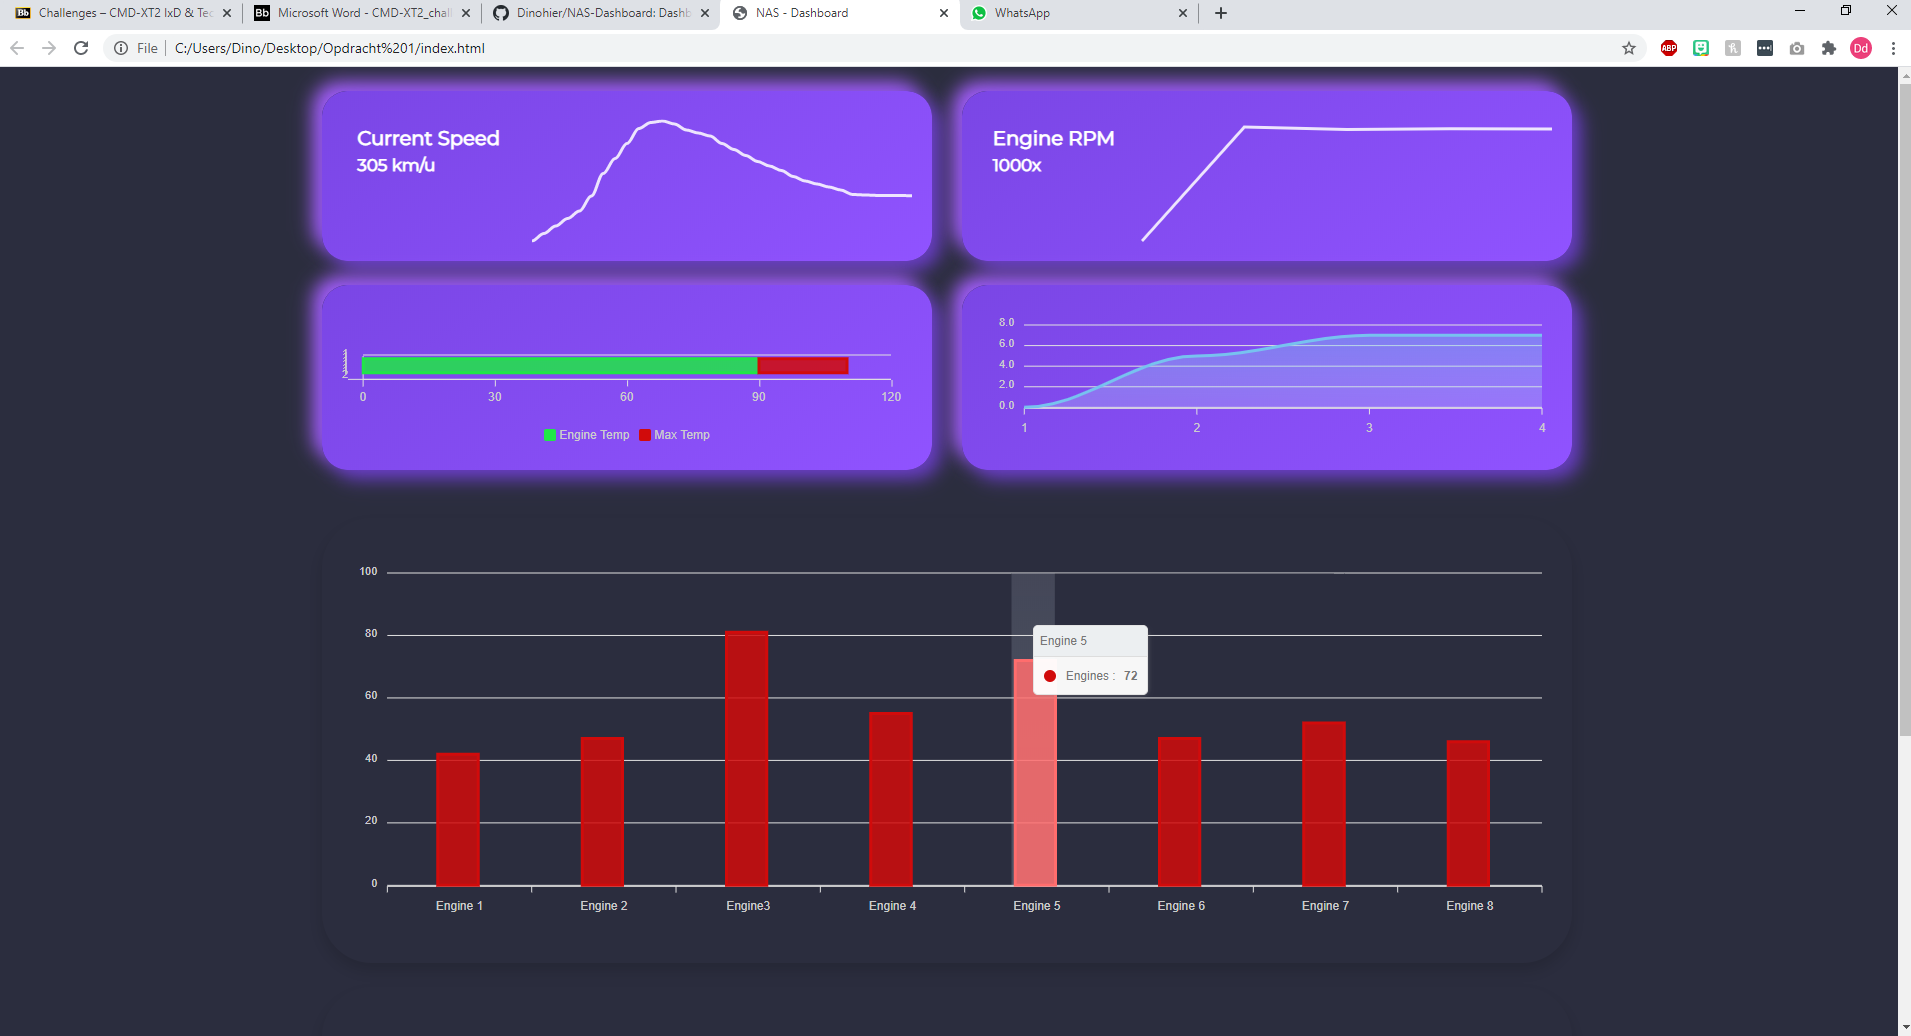 Challenges – CMD-XT2 IxD & Tec
Microsoft Word - CMD-XT2_chall
Dinohier/NAS-Dashboard: Dashb
NAS - Dashboard
WhatsApp
File
C:/Users/Dino/Desktop/Opdracht%201/index.html
ABP
Dd
Current Speed
305 km/u
Engine RPM
1000x
0
30
60
90
120
Engine Temp
Max Temp
8.0
6.0
4.0
2.0
0.0
1
2
3
4
100
80
60
40
20
0
Engine 5
Engines : 72
Engine 1
Engine 2
Engine3
Engine 4
Engine 5
Engine 6
Engine 7
Engine 8